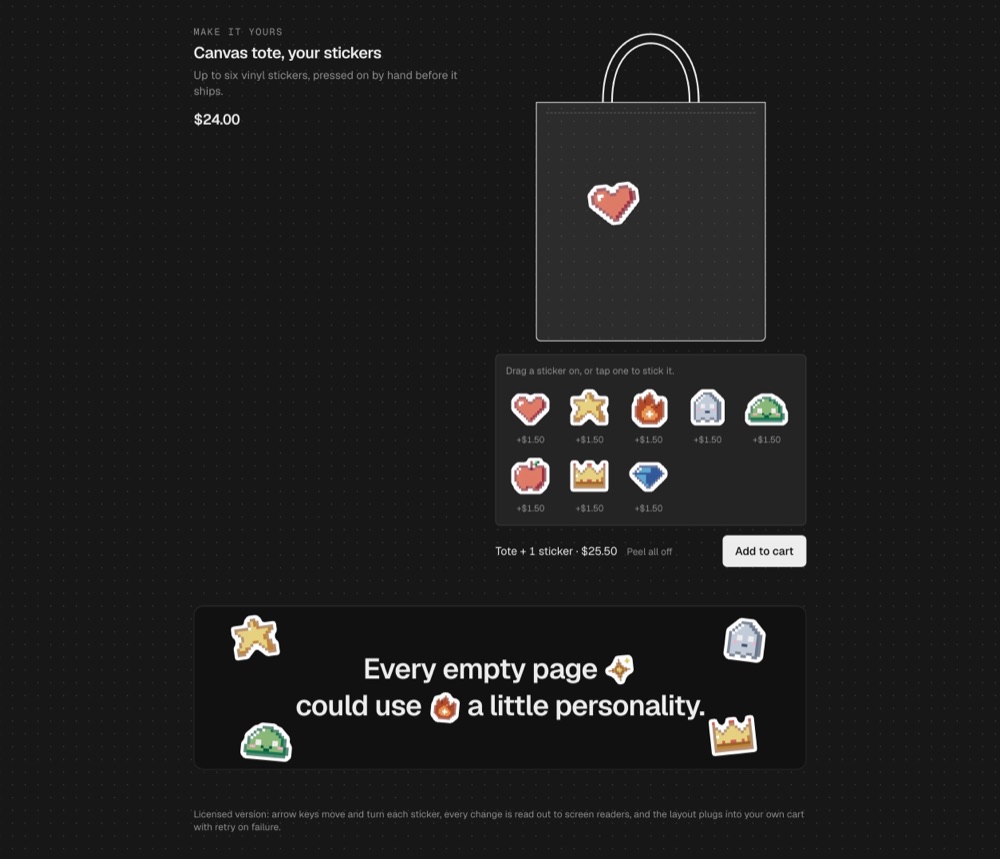 MAKE IT YOURS
Canvas tote, your stickers
Up to six vinyl stickers, pressed on by hand before it
ships.
$24.00
Drag a sticker on, or tap one to stick it.
+$1.50 +$1.50 +$1.50 +$1.50 +$1.50
+$1.50 +$1.50 +$1.50
Tote + 1 sticker · $25.50 Peel all off Add to cart
Every empty page
could use a little personality.
Licensed version: arrow keys move and turn each sticker, every change is read out to screen readers, and the layout plugs into your own cart
with retry on failure.